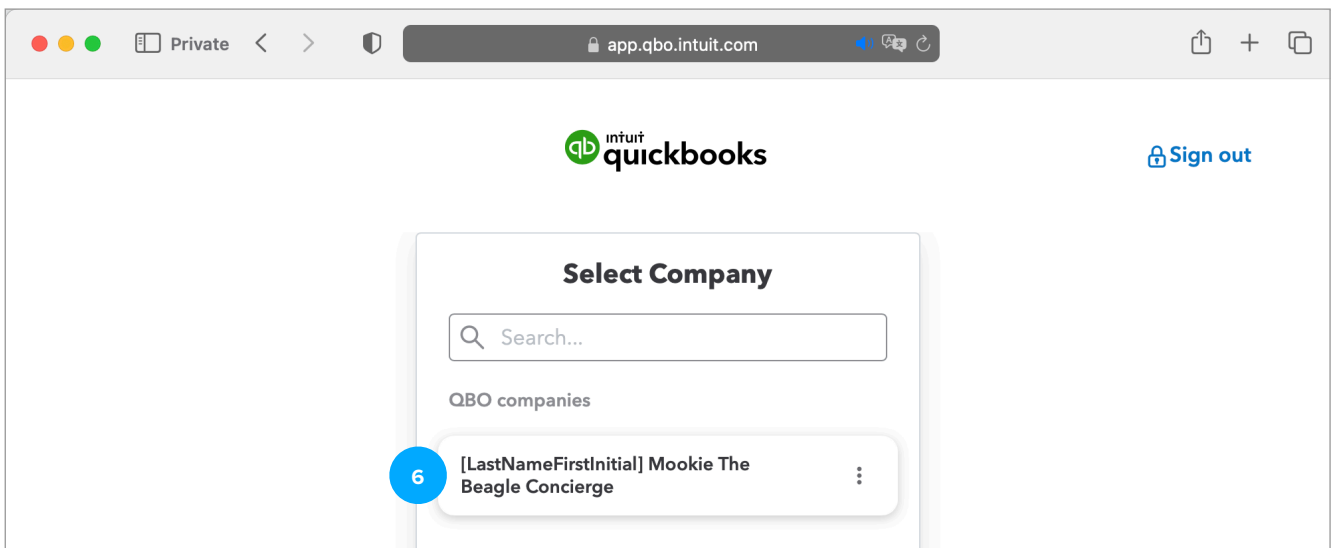 Private
app.qbo.intuit.com
intuit
qb quickbooks
Sign out
Select Company
Search...
QBO companies
6
[LastNameFirstInitial] Mookie The
Beagle Concierge